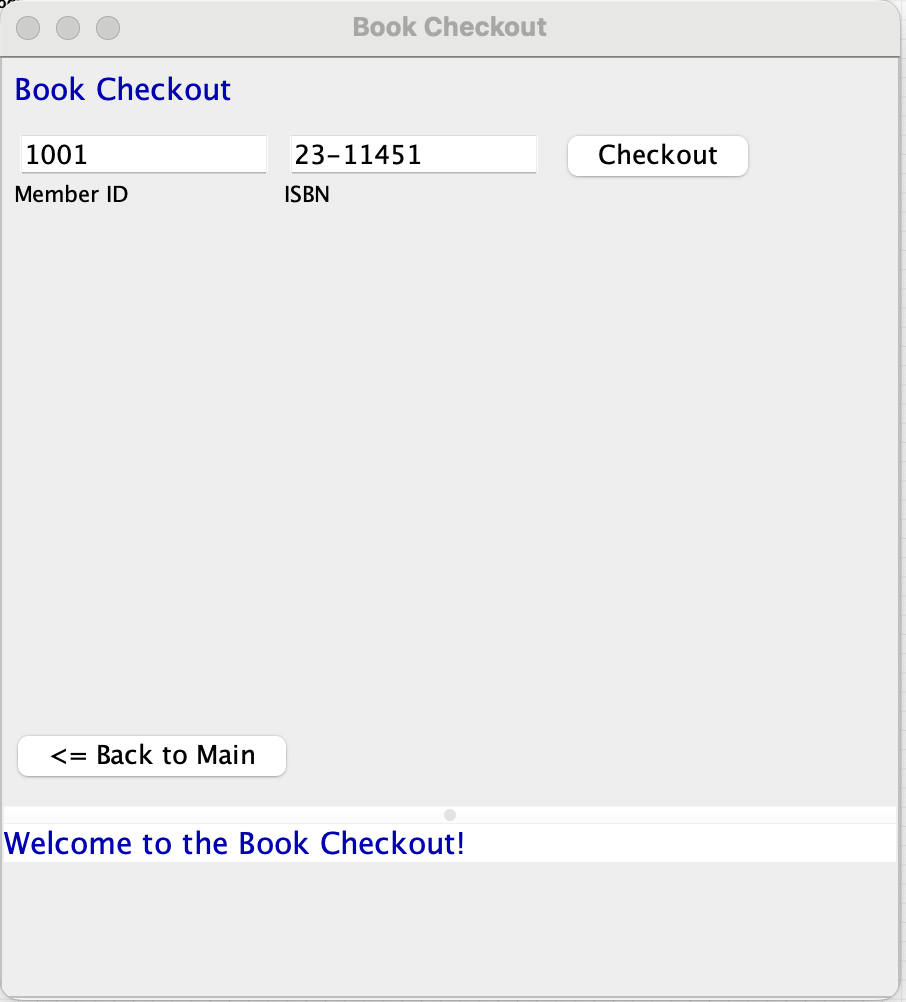 Book Checkout
Book Checkout
1001 23-11451 Checkout
Member ID ISBN
<= Back to Main
Welcome to the Book Checkout!